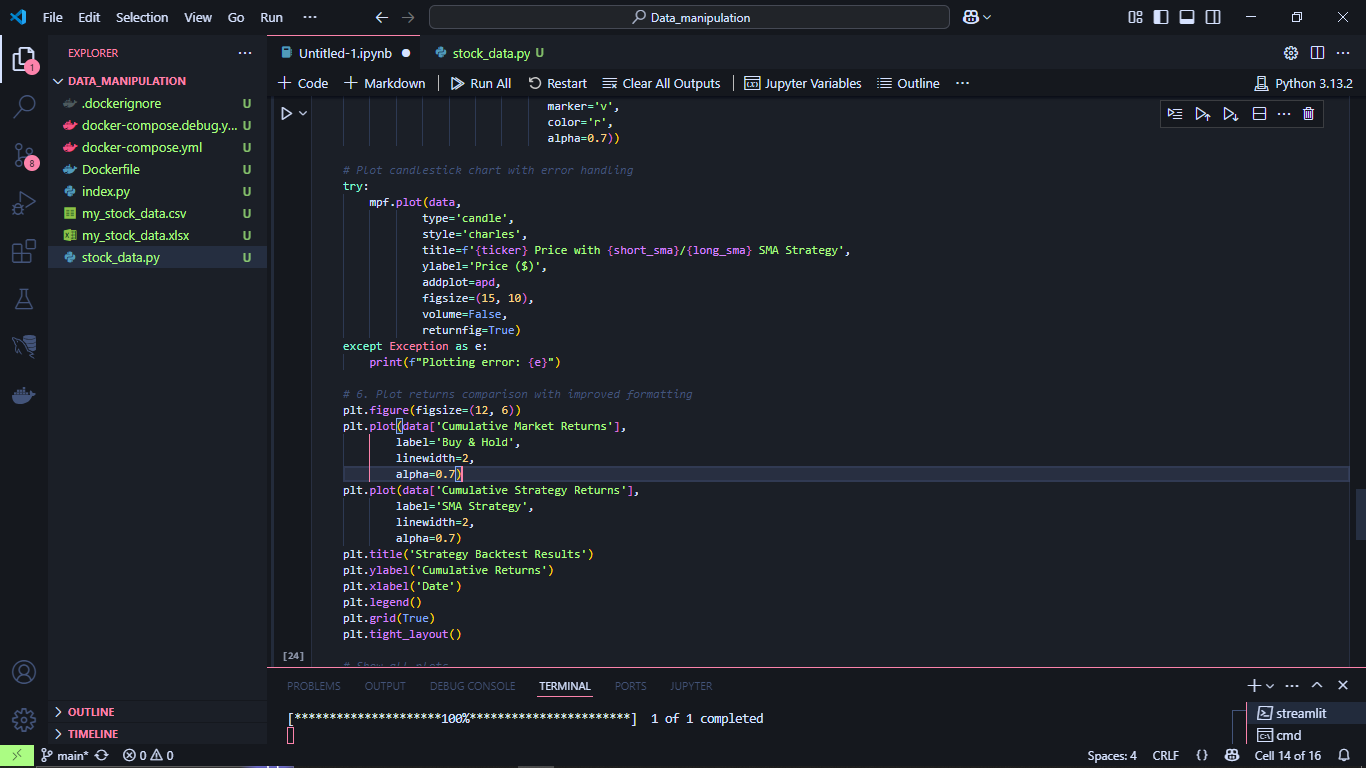 File Edit Selection View Go Run ··· Data_manipulation
EXPLORER ···
DATA_MANIPULATION
.dockerignore U
docker-compose.debug.y... U
docker-compose.yml U
Dockerfile U
index.py U
my_stock_data.csv U
my_stock_data.xlsx U
stock_data.py U
OUTLINE
TIMELINE
1
8
Untitled-1.ipynb ● stock_data.py U
+ Code + Markdown Run All Restart Clear All Outputs Jupyter Variables Outline ··· Python 3.13.2
marker='v',
color='r',
alpha=0.7))
# Plot candlestick chart with error handling
try:
mpf.plot(data,
type='candle',
style='charles',
title=f'{ticker} Price with {short_sma}/{long_sma} SMA Strategy',
ylabel='Price ($)',
addplot=apd,
figsize=(15, 10),
volume=False,
returnfig=True)
except Exception as e:
print(f"Plotting error: {e}")
# 6. Plot returns comparison with improved formatting
plt.figure(figsize=(12, 6))
plt.plot(data['Cumulative Market Returns'],
label='Buy & Hold',
linewidth=2,
alpha=0.7)
plt.plot(data['Cumulative Strategy Returns'],
label='SMA Strategy',
linewidth=2,
alpha=0.7)
plt.title('Strategy Backtest Results')
plt.ylabel('Cumulative Returns')
plt.xlabel('Date')
plt.legend()
plt.grid(True)
plt.tight_layout()
[24]
# Show all plots
PROBLEMS OUTPUT DEBUG CONSOLE TERMINAL PORTS JUPYTER
[*********************100%***********************] 1 of 1 completed
streamlit
cmd
main* 0 0 Spaces: 4 CRLF {} Cell 14 of 16